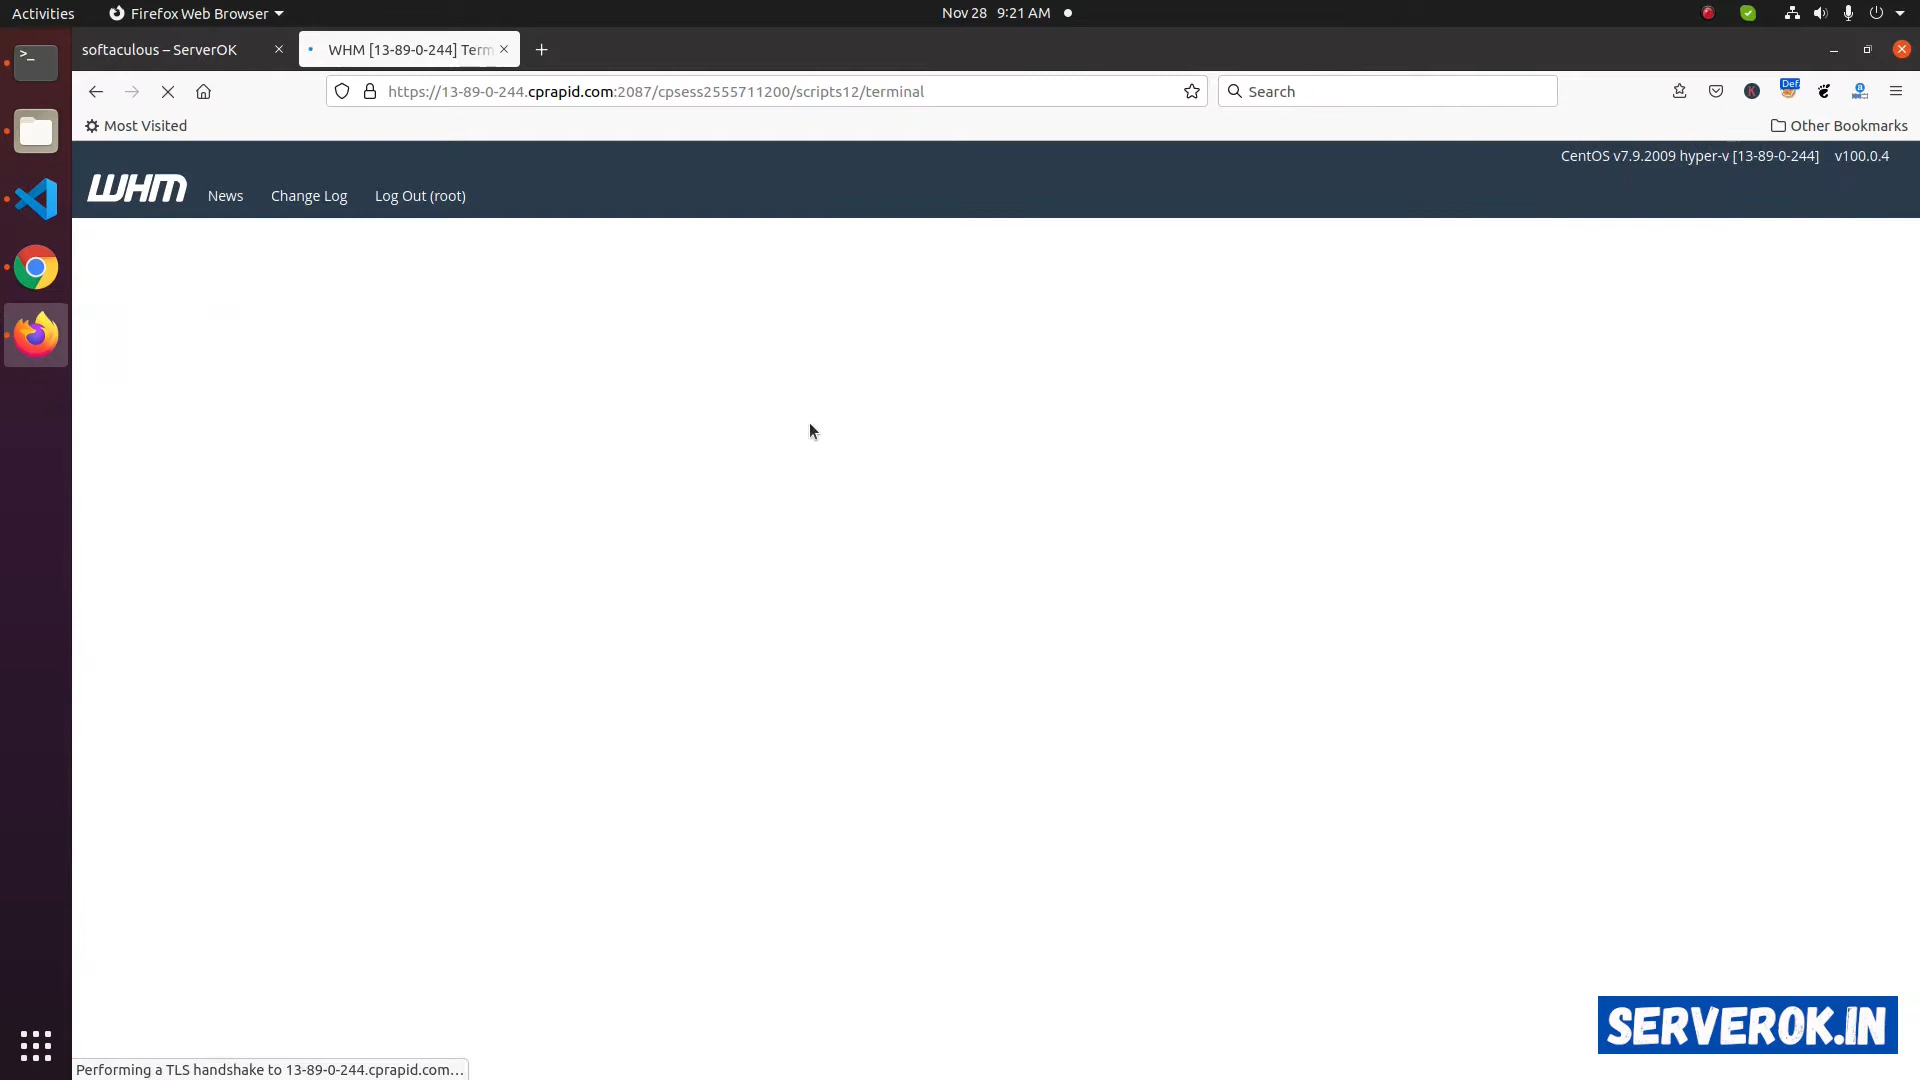 Activities
Firefox Web Browser
Nov 28 9:21 AM
softaculous – ServerOK
WHM [13-89-0-244] Term
https://13-89-0-244.cprapid.com:2087/cpsess2555711200/scripts12/terminal
Search
Def
Most Visited
Other Bookmarks
CentOS v7.9.2009 hyper-v [13-89-0-244] v100.0.4
WHM
News
Change Log
Log Out (root)
SERVEROK.IN
Performing a TLS handshake to 13-89-0-244.cprapid.com…